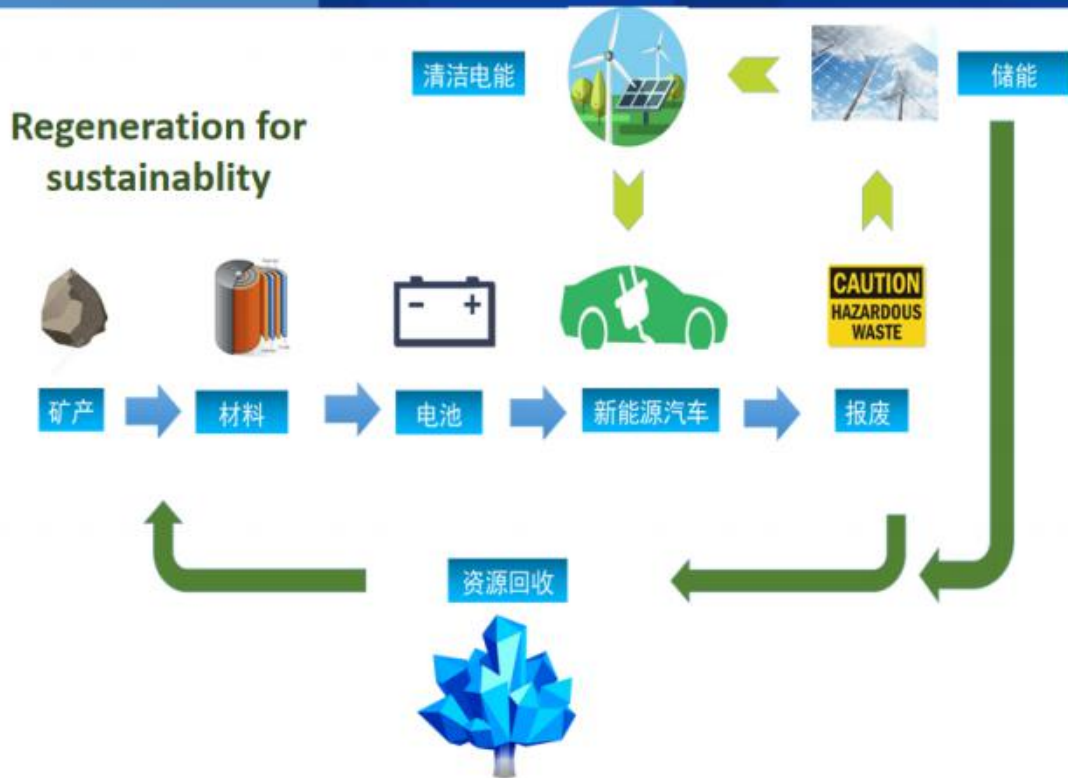 清洁电能
储能
Regeneration for
sustainablity
CAUTION
HAZARDOUS
WASTE
矿产
材料
电池
新能源汽车
报废
资源回收